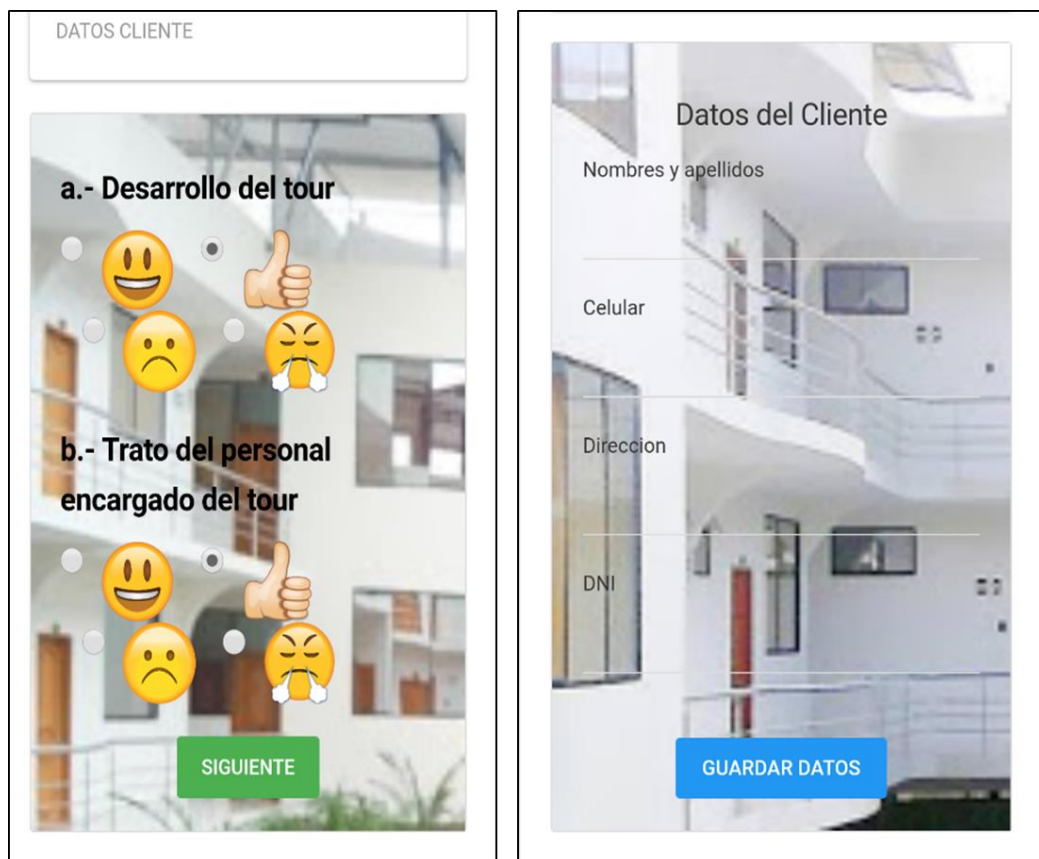 DATOS CLIENTE
a.- Desarrollo del tour
b.- Trato del personal
encargado del tour
SIGUIENTE
Datos del Cliente
Nombres y apellidos
Celular
Direccion
DNI
GUARDAR DATOS